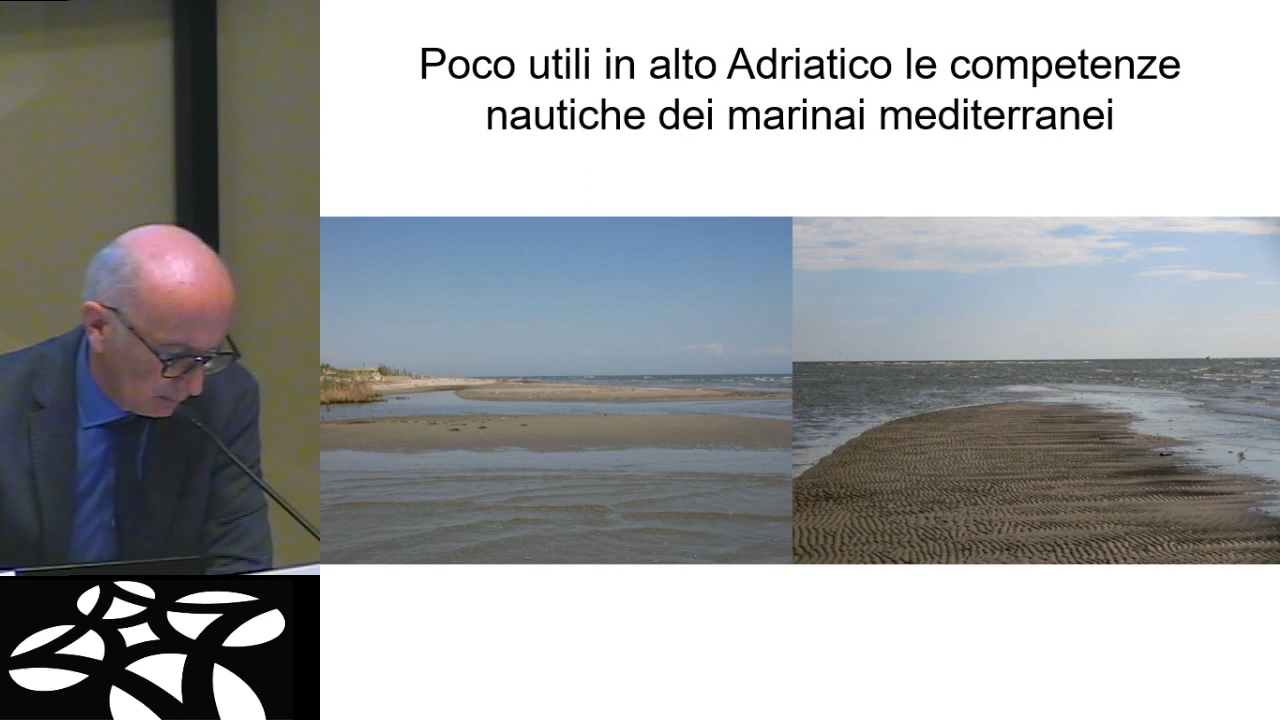 Poco utili in alto Adriatico le competenze
nautiche dei marinai mediterranei